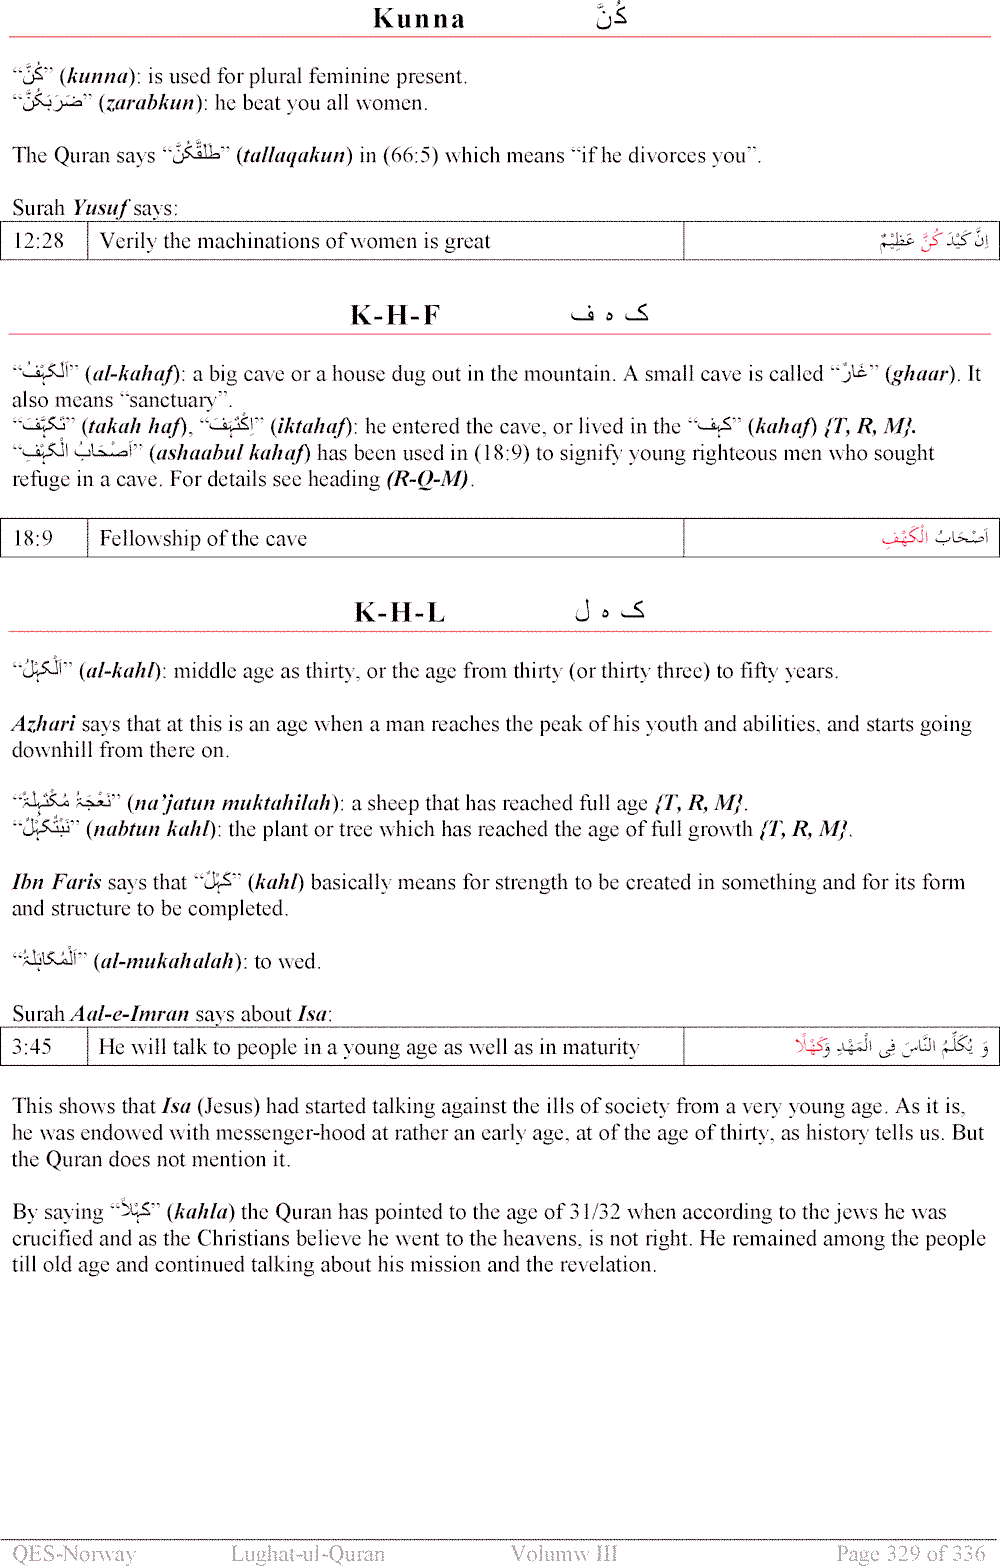 Kunna كُنَّ
“كُنَّ” (kunna): is used for plural feminine present.
“ضَرَبَكُنَّ” (zarabkun): he beat you all women.
The Quran says “طَلَّقَكُنَّ” (tallaqakun) in (66:5) which means “if he divorces you”.
Surah Yusuf says:
12:28 Verily the machinations of women is great اِنَّ كَيْدَ كُنَّ عَظِيْمٌ
K-H-F ک ہ ف
“اَلْکَہْفُ” (al-kahaf): a big cave or a house dug out in the mountain. A small cave is called “غَارٌ” (ghaar). It
also means “sanctuary”.
“تَکَہَّفَ” (takah haf), “اِکْتَہَفَ” (iktahaf): he entered the cave, or lived in the “کہف” (kahaf) {T, R, M}.
“اَصْحَابُ الْکَہْفِ” (ashaabul kahaf) has been used in (18:9) to signify young righteous men who sought
refuge in a cave. For details see heading (R-Q-M).
18:9 Fellowship of the cave اَصْحَابُ الْكَهْفِ
K-H-L ک ہ ل
“اَلْکَہْلُ” (al-kahl): middle age as thirty, or the age from thirty (or thirty three) to fifty years.
Azhari says that at this is an age when a man reaches the peak of his youth and abilities, and starts going
downhill from there on.
“نَعْجَۃٌ مُکْتَہِلَۃٌ” (na’jatun muktahilah): a sheep that has reached full age {T, R, M}.
“نَبْتٌکَہْلٌ” (nabtun kahl): the plant or tree which has reached the age of full growth {T, R, M}.
Ibn Faris says that “کَہْلٌ” (kahl) basically means for strength to be created in something and for its form
and structure to be completed.
“اَلْمُکَاہَلَۃُ” (al-mukahalah): to wed.
Surah Aal-e-Imran says about Isa:
3:45 He will talk to people in a young age as well as in maturity وَ يُكَلِّمُ النَّاسَ فِى الْمَهْدِ وَكَهْلًا
This shows that Isa (Jesus) had started talking against the ills of society from a very young age. As it is,
he was endowed with messenger-hood at rather an early age, at of the age of thirty, as history tells us. But
the Quran does not mention it.
By saying “کَہْلاً” (kahla) the Quran has pointed to the age of 31/32 when according to the jews he was
crucified and as the Christians believe he went to the heavens, is not right. He remained among the people
till old age and continued talking about his mission and the revelation.
QES-Norway Lughat-ul-Quran Volumw III Page 329 of 336